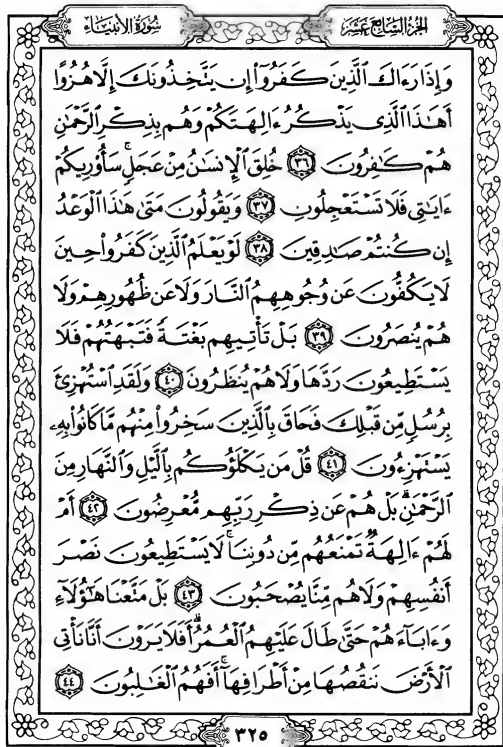 الجزء السابع عشر
سورة الأنبياء
وَإِذَا رَءَاكَ ٱلَّذِينَ كَفَرُوٓا۟ إِن يَتَّخِذُونَكَ إِلَّا هُزُوًا
أَهَـٰذَا ٱلَّذِى يَذْكُرُ ءَالِهَتَكُمْ وَهُم بِذِكْرِ ٱلرَّحْمَـٰنِ
هُمْ كَـٰفِرُونَ ٣٦ خُلِقَ ٱلْإِنسَـٰنُ مِنْ عَجَلٍ ۚ سَأُو۟رِيكُمْ
ءَايَـٰتِى فَلَا تَسْتَعْجِلُونِ ٣٧ وَيَقُولُونَ مَتَىٰ هَـٰذَا ٱلْوَعْدُ
إِن كُنتُمْ صَـٰدِقِينَ ٣٨ لَوْ يَعْلَمُ ٱلَّذِينَ كَفَرُوا۟ حِينَ
لَا يَكُفُّونَ عَن وُجُوهِهِمُ ٱلنَّارَ وَلَا عَن ظُهُورِهِمْ وَلَا
هُمْ يُنصَرُونَ ٣٩ بَلْ تَأْتِيهِم بَغْتَةً فَتَبْهَتُهُمْ فَلَا
يَسْتَطِيعُونَ رَدَّهَا وَلَا هُمْ يُنظَرُونَ ٤٠ وَلَقَدِ ٱسْتُهْزِئَ
بِرُسُلٍ مِّن قَبْلِكَ فَحَاقَ بِٱلَّذِينَ سَخِرُوا۟ مِنْهُم مَّا كَانُوا۟ بِهِۦ
يَسْتَهْزِءُونَ ٤١ قُلْ مَن يَكْلَؤُكُم بِٱلَّيْلِ وَٱلنَّهَارِ مِنَ
ٱلرَّحْمَـٰنِ ۗ بَلْ هُمْ عَن ذِكْرِ رَبِّهِم مُّعْرِضُونَ ٤٢ أَمْ
لَهُمْ ءَالِهَةٌ تَمْنَعُهُم مِّن دُونِنَا ۚ لَا يَسْتَطِيعُونَ نَصْرَ
أَنفُسِهِمْ وَلَا هُم مِّنَّا يُصْحَبُونَ ٤٣ بَلْ مَتَّعْنَا هَـٰٓؤُلَآءِ
وَءَابَآءَهُمْ حَتَّىٰ طَالَ عَلَيْهِمُ ٱلْعُمُرُ ۗ أَفَلَا يَرَوْنَ أَنَّا نَأْتِى
ٱلْأَرْضَ نَنقُصُهَا مِنْ أَطْرَافِهَآ ۚ أَفَهُمُ ٱلْغَـٰلِبُونَ ٤٤
٣٢٥